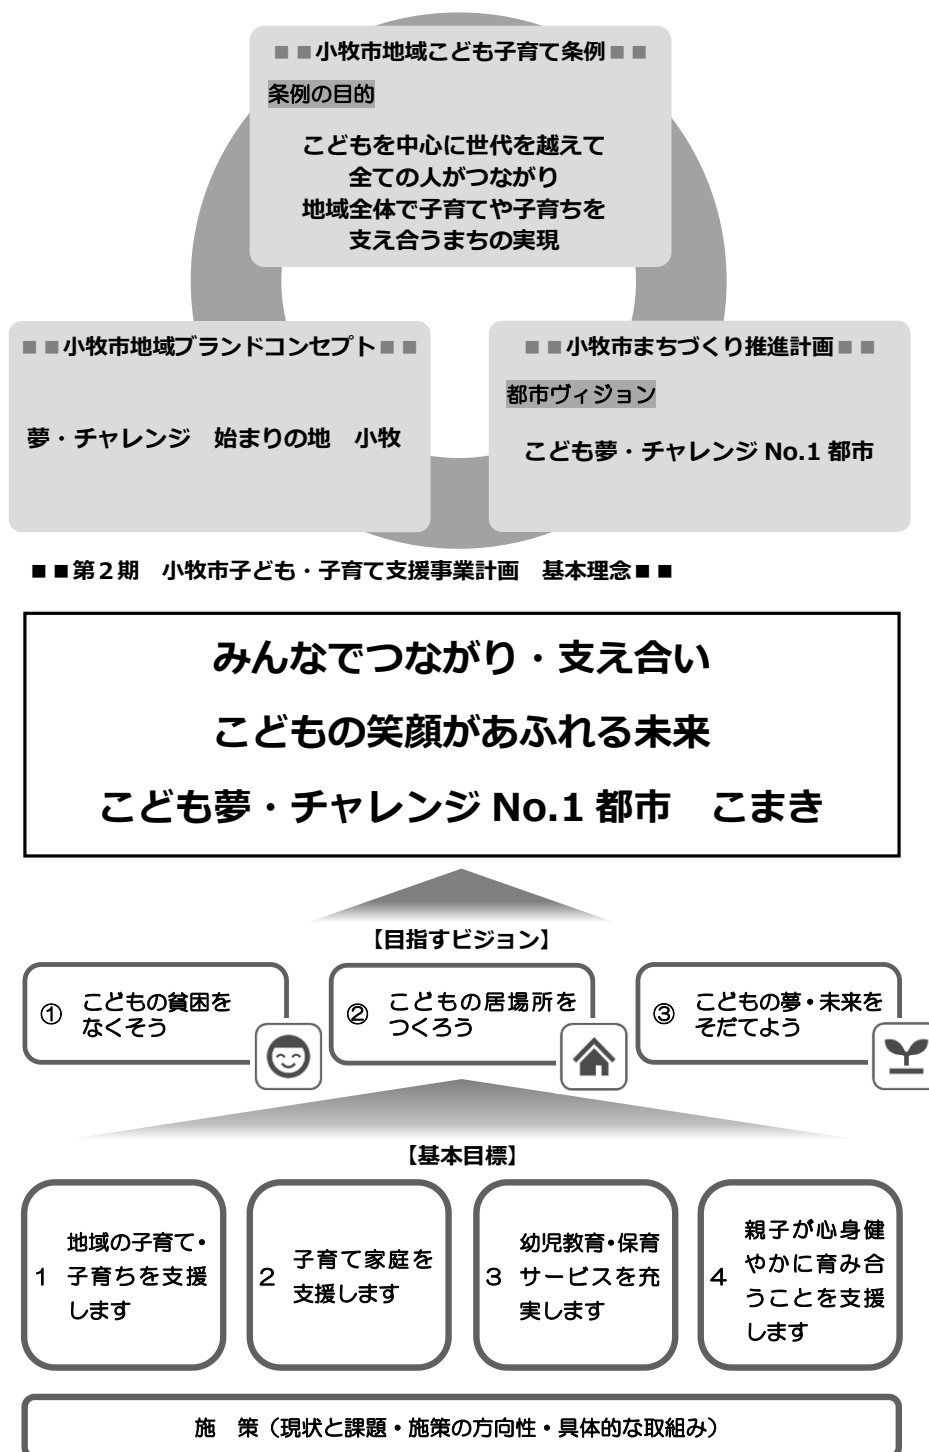 ■■小牧市地域こども子育て条例■■
条例の目的
こどもを中心に世代を越えて
全ての人がつながり
地域全体で子育てや子育ちを
支え合うまちの実現
■■小牧市地域ブランドコンセプト■■
夢・チャレンジ　始まりの地　小牧
■■小牧市まちづくり推進計画■■
都市ヴィジョン
こども夢・チャレンジ No.1 都市
■■第２期　小牧市子ども・子育て支援事業計画　基本理念■■
みんなでつながり・支え合い
こどもの笑顔があふれる未来
こども夢・チャレンジ No.1 都市　こまき
【目指すビジョン】
① こどもの貧困を
なくそう
② こどもの居場所を
つくろう
③ こどもの夢・未来を
そだてよう
【基本目標】
1
地域の子育て・
子育ちを支援
します
2
子育て家庭を
支援します
3
幼児教育・保育
サービスを充
実します
4
親子が心身健
やかに育み合
うことを支援
します
施　策（現状と課題・施策の方向性・具体的な取組み）